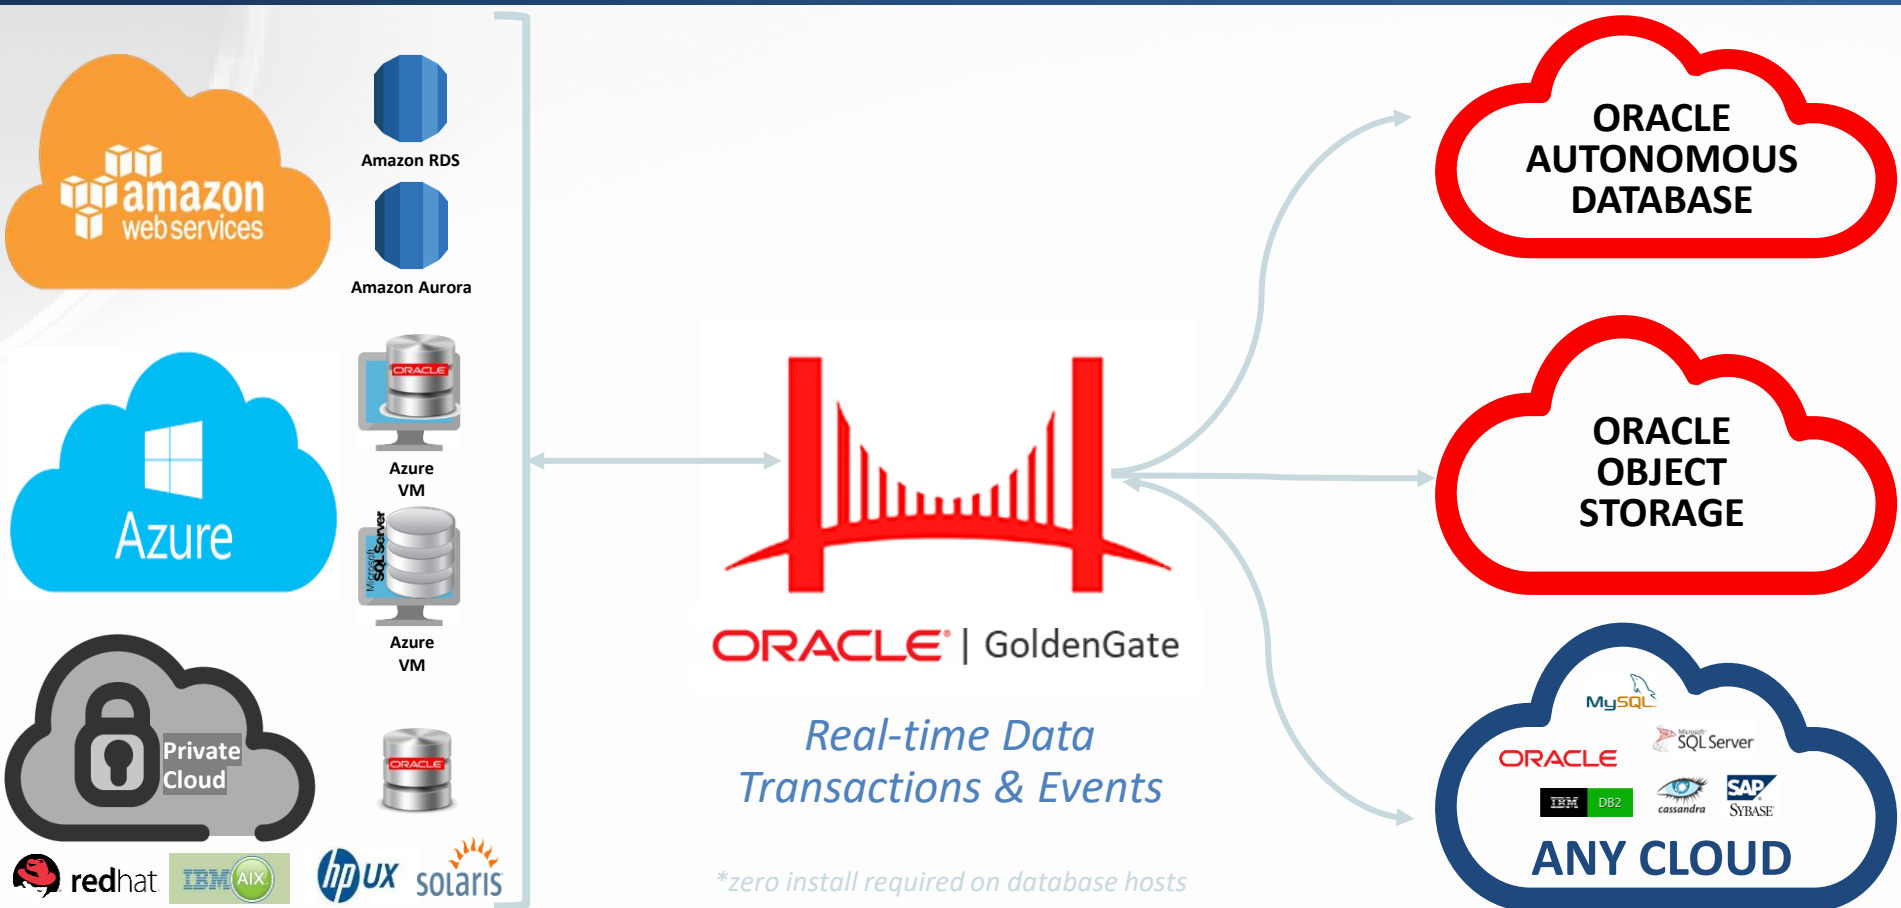 amazon
web services
Amazon RDS
Amazon Aurora
Azure
ORACLE
Azure
VM
Microsoft
SQL Server
Azure
VM
Private
Cloud
ORACLE
redhat
IBM AIX
hp UX
solaris
ORACLE® | GoldenGate
Real-time Data
Transactions & Events
*zero install required on database hosts
ORACLE
AUTONOMOUS
DATABASE
ORACLE
OBJECT
STORAGE
MySQL
Microsoft
SQL Server
ORACLE
IBM DB2
cassandra
SAP
SYBASE
ANY CLOUD